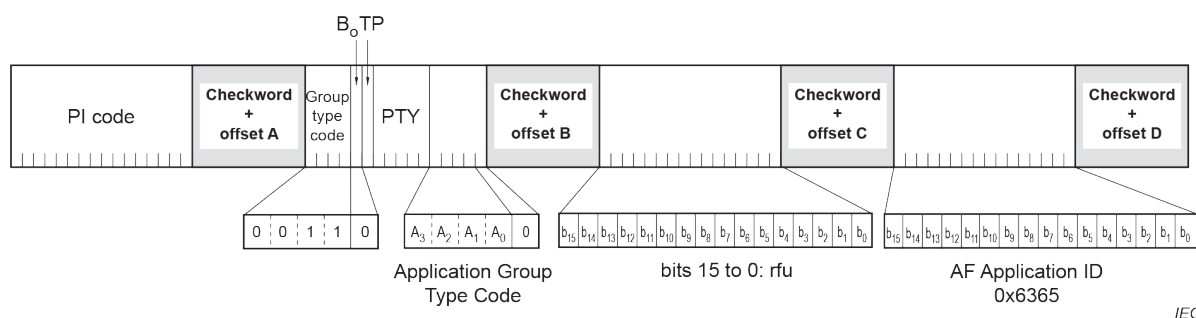 BₒTP
PI code
Checkword
+
offset A
Group
type
code
PTY
Checkword
+
offset B
Checkword
+
offset C
Checkword
+
offset D
0 0 1 1 0
A₃ A₂ A₁ A₀ 0
b₁₅ b₁₄ b₁₃ b₁₂ b₁₁ b₁₀ b₉ b₈ b₇ b₆ b₅ b₄ b₃ b₂ b₁ b₀
b₁₅ b₁₄ b₁₃ b₁₂ b₁₁ b₁₀ b₉ b₈ b₇ b₆ b₅ b₄ b₃ b₂ b₁ b₀
Application Group
Type Code
bits 15 to 0: rfu
AF Application ID
0x6365
IEC